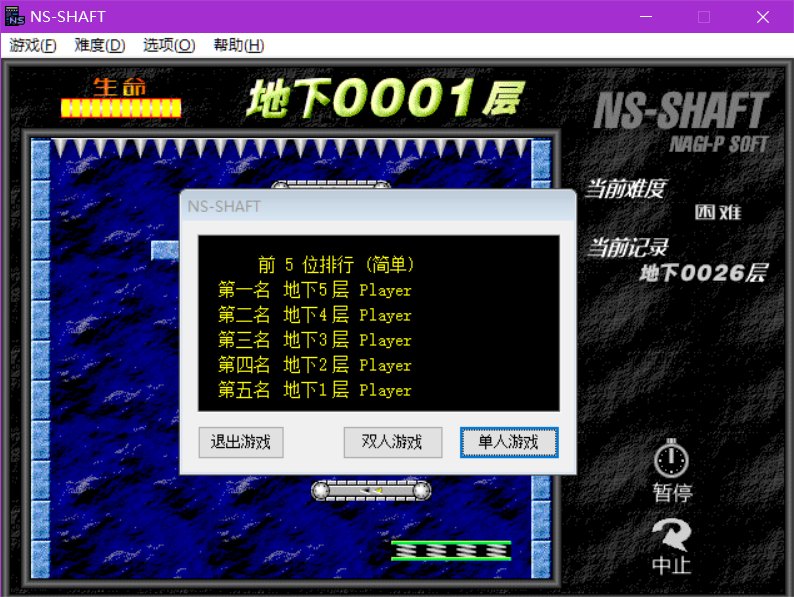 NS-SHAFT
游戏(F) 难度(D) 选项(O) 帮助(H)
生命
地下0001层
NS-SHAFT
NAGI-P SOFT
当前难度
困难
当前记录
地下0026层
NS-SHAFT
前 5 位排行 (简单)
第一名 地下5层 Player
第二名 地下4层 Player
第三名 地下3层 Player
第四名 地下2层 Player
第五名 地下1层 Player
退出游戏 双人游戏 单人游戏
暂停
中止